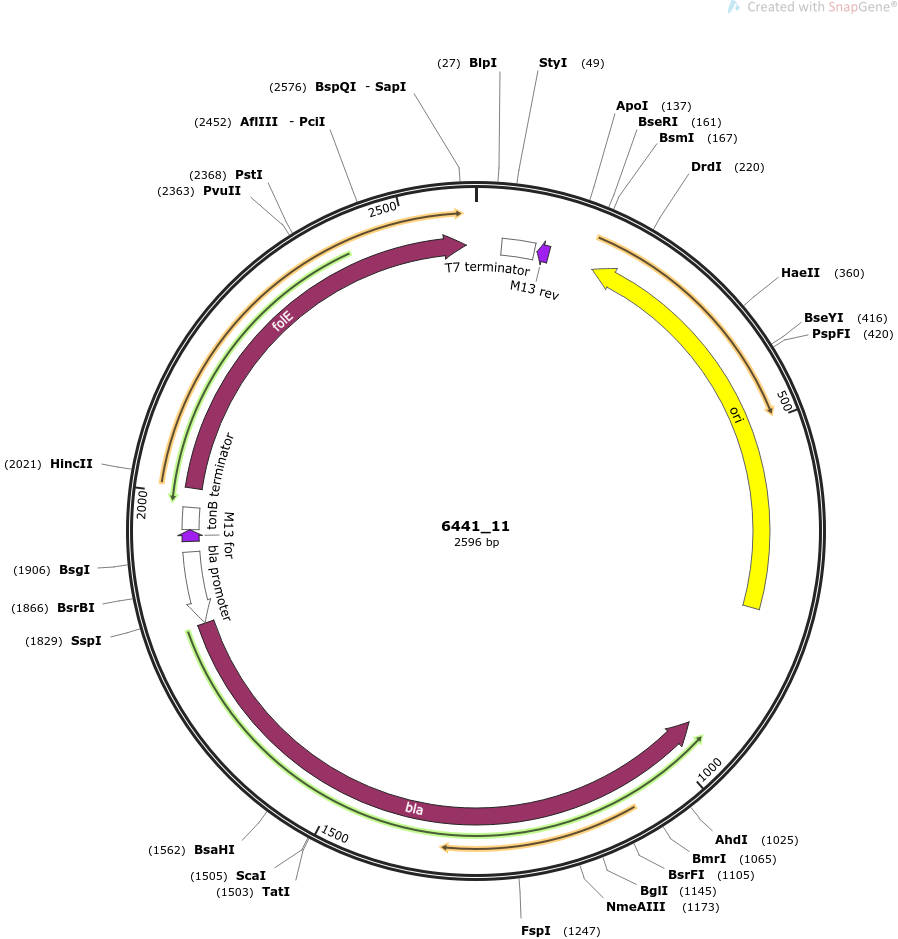 Created with SnapGene®
(27) BlpI
StyI (49)
(2576) BspQI - SapI
ApoI (137)
(2452) AflIII - PciI
BseRI (161)
BsmI (167)
DrdI (220)
(2368) PstI
(2363) PvuII
2500
T7 terminator
M13 rev
HaeII (360)
folE
BseYI (416)
PspFI (420)
500
ori
(2021) HincII
2000
tonB terminator
M13 for
bla promoter
6441_11
2596 bp
(1906) BsgI
(1866) BsrBI
(1829) SspI
1000
bla
1500
AhdI (1025)
(1562) BsaHI
BmrI (1065)
(1505) ScaI
BsrFI (1105)
(1503) TatI
BglI (1145)
NmeAIII (1173)
FspI (1247)